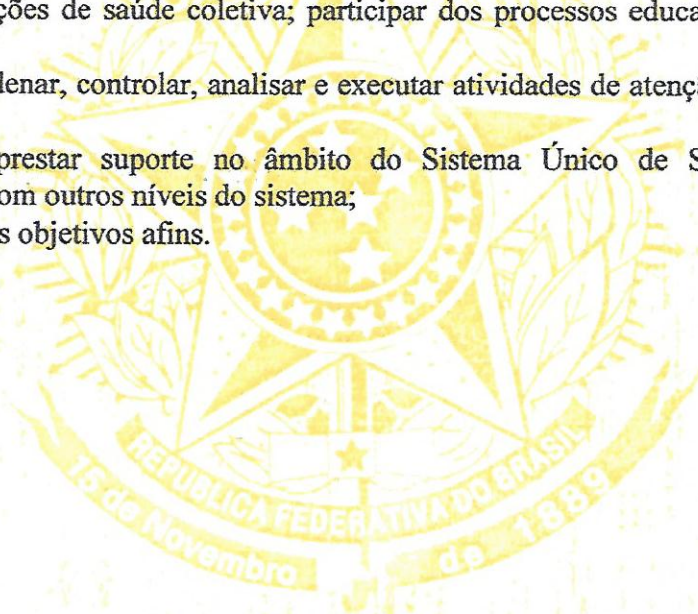 ções de saúde coletiva; participar dos processos educa
lenar, controlar, analisar e executar atividades de atenç
prestar suporte no âmbito do Sistema Único de S
om outros níveis do sistema;
s objetivos afins.
REPUBLICA FEDERATIVA DO BRASIL
15 de Novembro de 1889